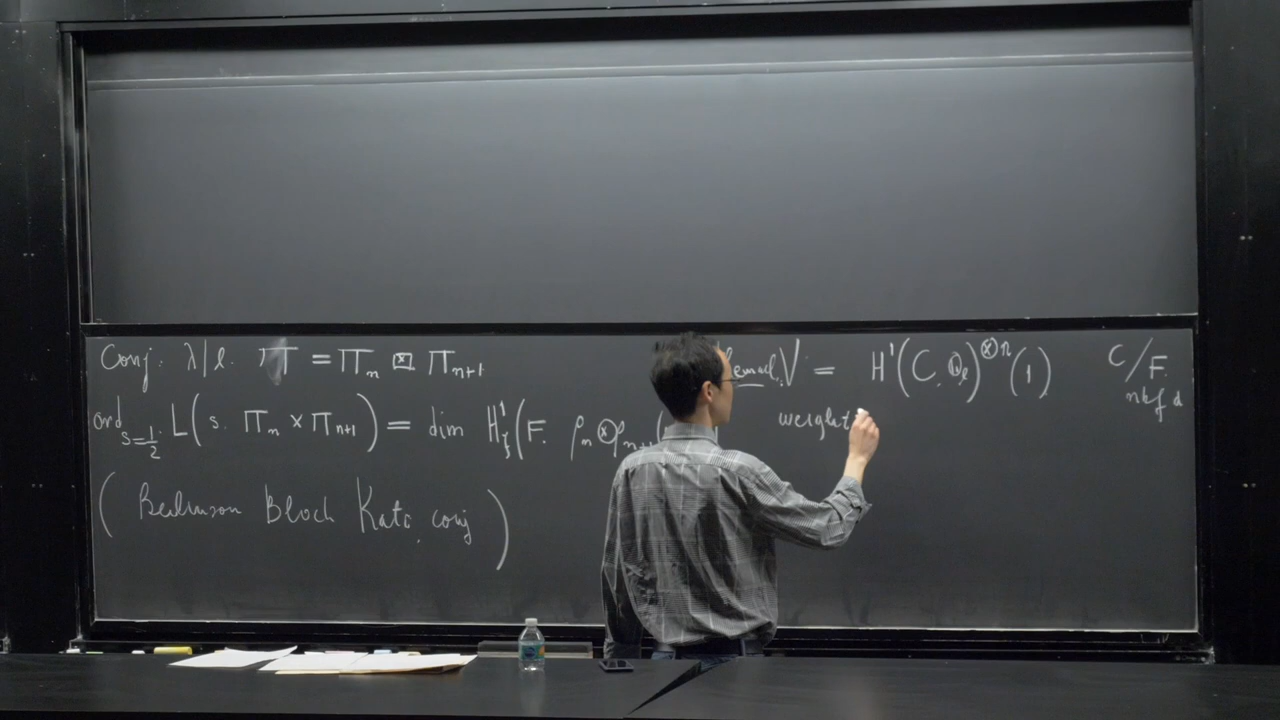 Conj. λ|ℓ. Π = Π_n ⊠ Π_{n+1}
ord_{s=1/2} L(s. Π_n × Π_{n+1}) = dim H^1_f(F. ρ_n ⊗ ρ_{n+1}(
(Beilinson Bloch Kato. conj)
V = H^1(C, Q_ℓ)^{⊗n}(1) C/F.
weight